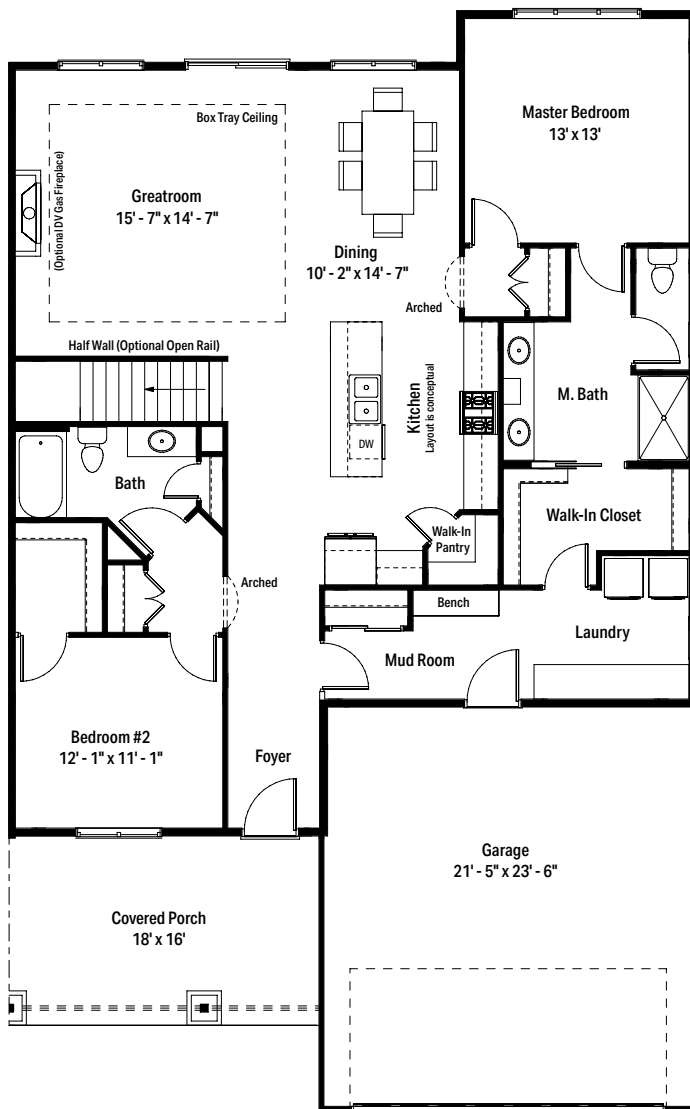 Master Bedroom
13' x 13'
Box Tray Ceiling
(Optional DV Gas Fireplace)
Greatroom
15' - 7" x 14' - 7"
Dining
10' - 2" x 14' - 7"
Arched
Half Wall (Optional Open Rail)
Kitchen
Layout is conceptual
M. Bath
DW
Bath
Walk-In Closet
Walk-In
Pantry
Arched
Bench
Laundry
Mud Room
Bedroom #2
12' - 1" x 11' - 1"
Foyer
Garage
21' - 5" x 23' - 6"
Covered Porch
18' x 16'